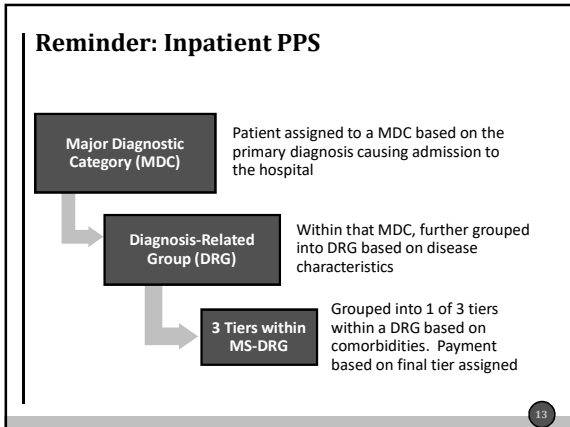 Reminder: Inpatient PPS
Major Diagnostic
Category (MDC)
Patient assigned to a MDC based on the
primary diagnosis causing admission to
the hospital
Diagnosis-Related
Group (DRG)
Within that MDC, further grouped
into DRG based on disease
characteristics
3 Tiers within
MS-DRG
Grouped into 1 of 3 tiers
within a DRG based on
comorbidities.  Payment
based on final tier assigned
13